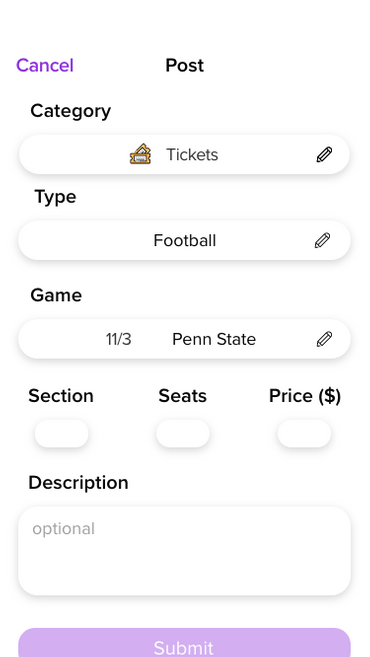 Cancel Post
Category
Tickets
Type
Football
Game
11/3 Penn State
Section Seats Price ($)
Description
optional
Submit